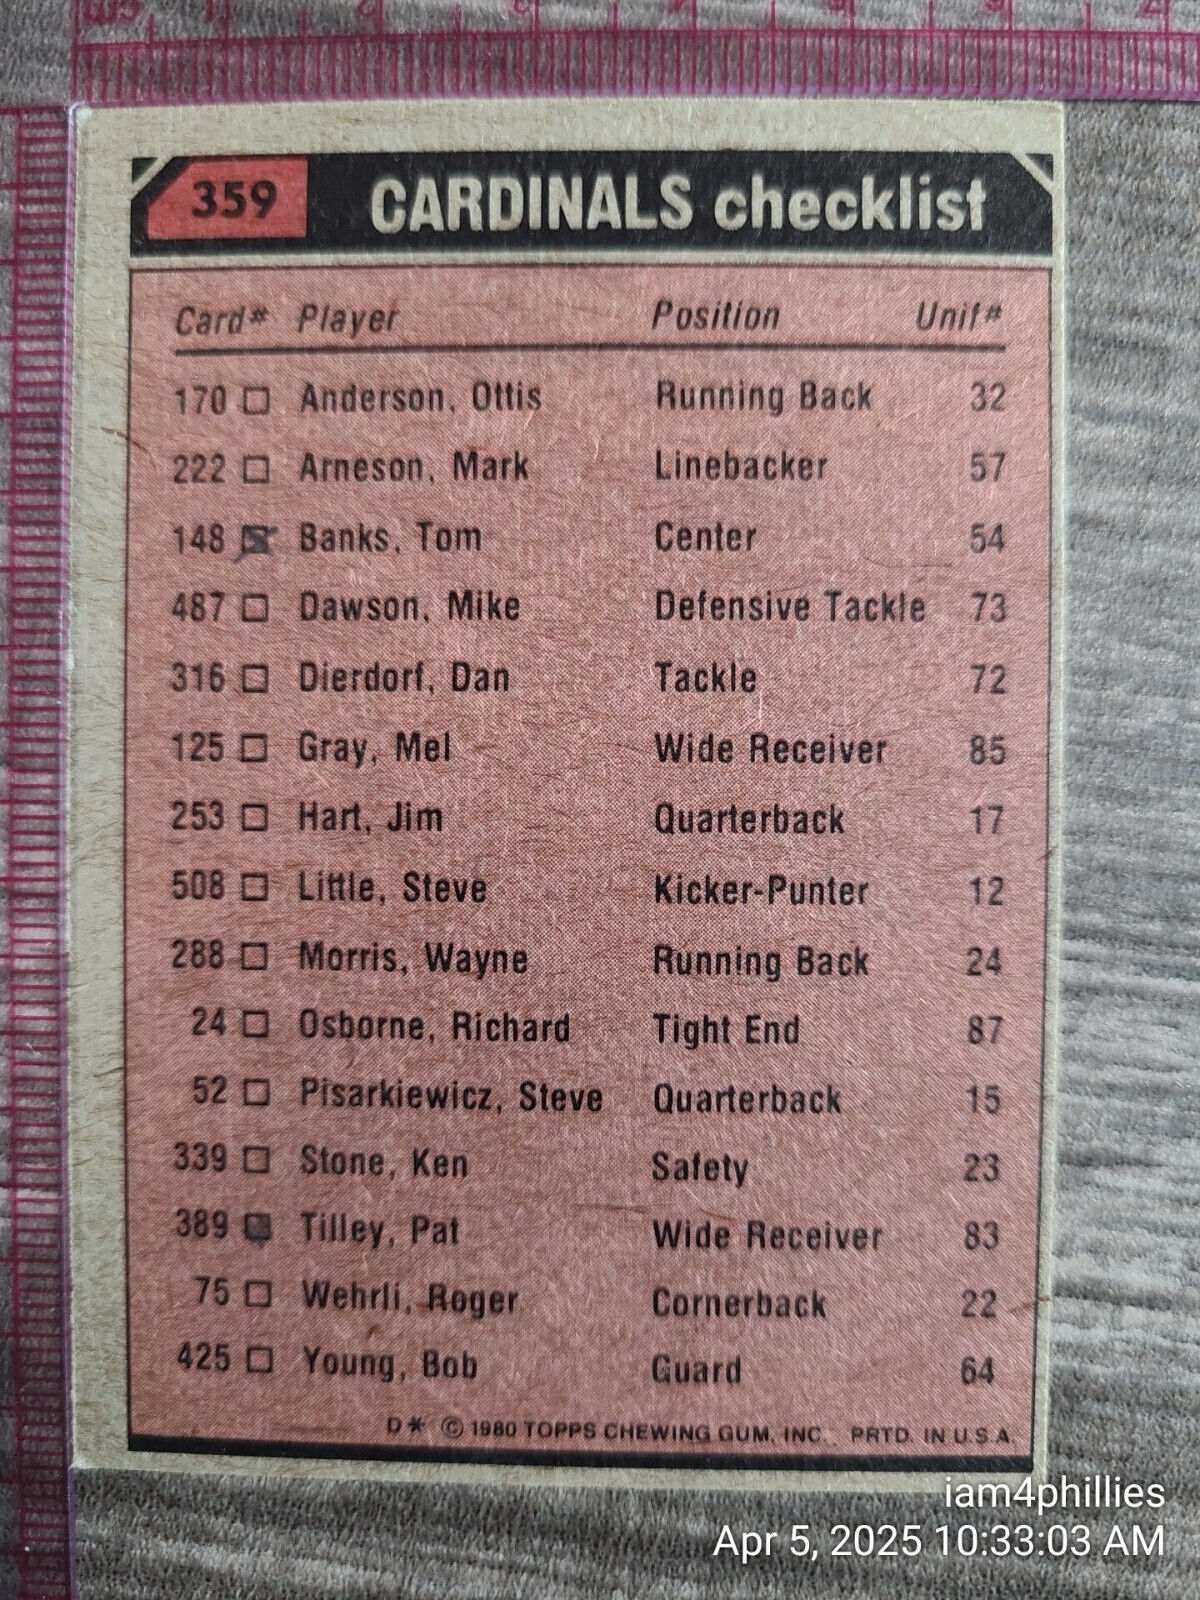 359 CARDINALS checklist
Card# Player Position Unif#
170 Anderson, Ottis Running Back 32
222 Arneson, Mark Linebacker 57
148 Banks, Tom Center 54
487 Dawson, Mike Defensive Tackle 73
316 Dierdorf, Dan Tackle 72
125 Gray, Mel Wide Receiver 85
253 Hart, Jim Quarterback 17
508 Little, Steve Kicker-Punter 12
288 Morris, Wayne Running Back 24
24 Osborne, Richard Tight End 87
52 Pisarkiewicz, Steve Quarterback 15
339 Stone, Ken Safety 23
389 Tilley, Pat Wide Receiver 83
75 Wehrli, Roger Cornerback 22
425 Young, Bob Guard 64
D* © 1980 TOPPS CHEWING GUM, INC. PRTD. IN U.S.A.
iam4phillies
Apr 5, 2025 10:33:03 AM